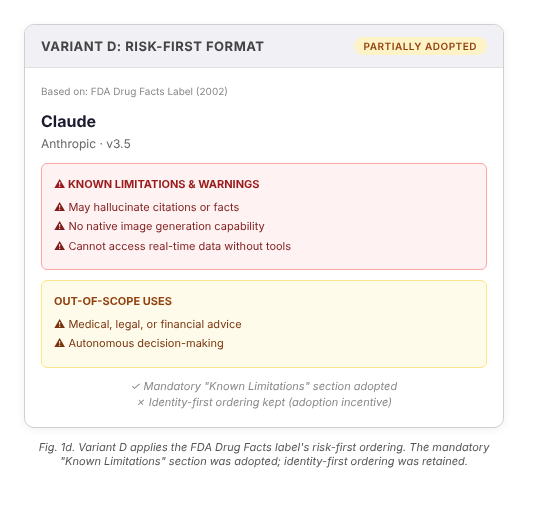 VARIANT D: RISK-FIRST FORMAT
PARTIALLY ADOPTED
Based on: FDA Drug Facts Label (2002)
Claude
Anthropic · v3.5
⚠ KNOWN LIMITATIONS & WARNINGS
⚠ May hallucinate citations or facts
⚠ No native image generation capability
⚠ Cannot access real-time data without tools
OUT-OF-SCOPE USES
⚠ Medical, legal, or financial advice
⚠ Autonomous decision-making
✓ Mandatory "Known Limitations" section adopted
× Identity-first ordering kept (adoption incentive)
Fig. 1d. Variant D applies the FDA Drug Facts label's risk-first ordering. The mandatory
"Known Limitations" section was adopted; identity-first ordering was retained.